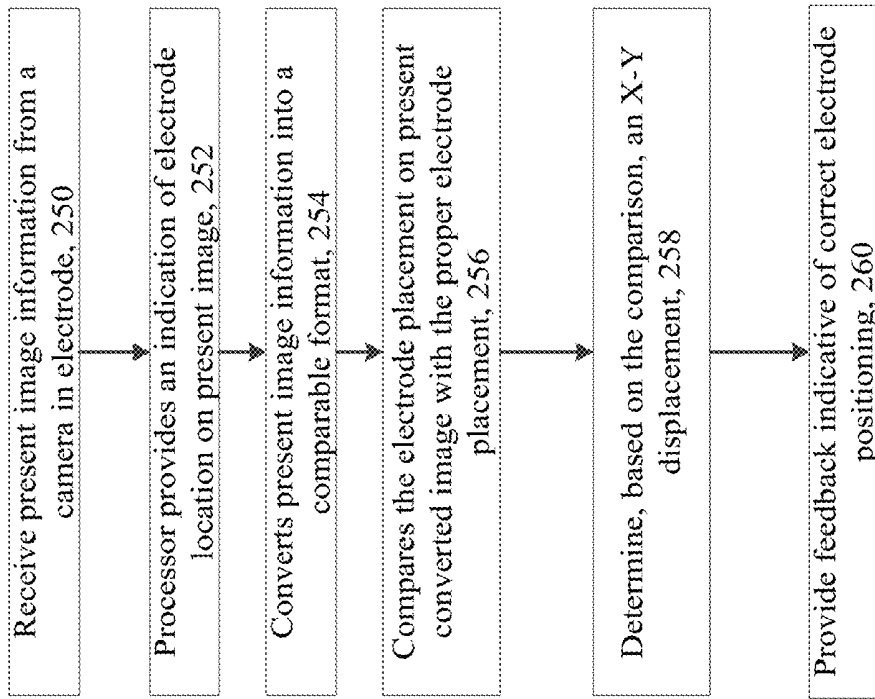 Receive present image information from a
camera in electrode, 250
Processor provides an indication of electrode
location on present image, 252
Converts present image information into a
comparable format, 254
Compares the electrode placement on present
converted image with the proper electrode
placement, 256
Determine, based on the comparison, an X-Y
displacement, 258
Provide feedback indicative of correct electrode
positioning, 260